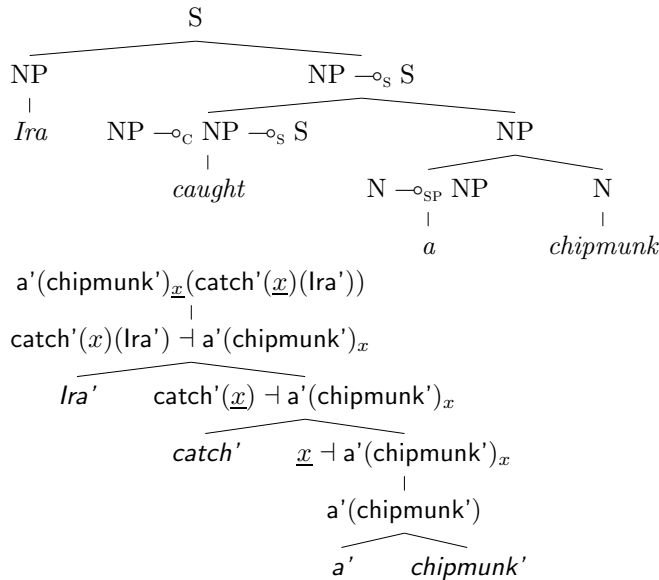 S
NP NP ⊸S S
Ira NP ⊸C NP ⊸S S NP
caught N ⊸SP NP N
a chipmunk
a'(chipmunk')x(catch'(x)(Ira'))
catch'(x)(Ira') ⊣ a'(chipmunk')x
Ira' catch'(x) ⊣ a'(chipmunk')x
catch' x ⊣ a'(chipmunk')x
a'(chipmunk')
a' chipmunk'